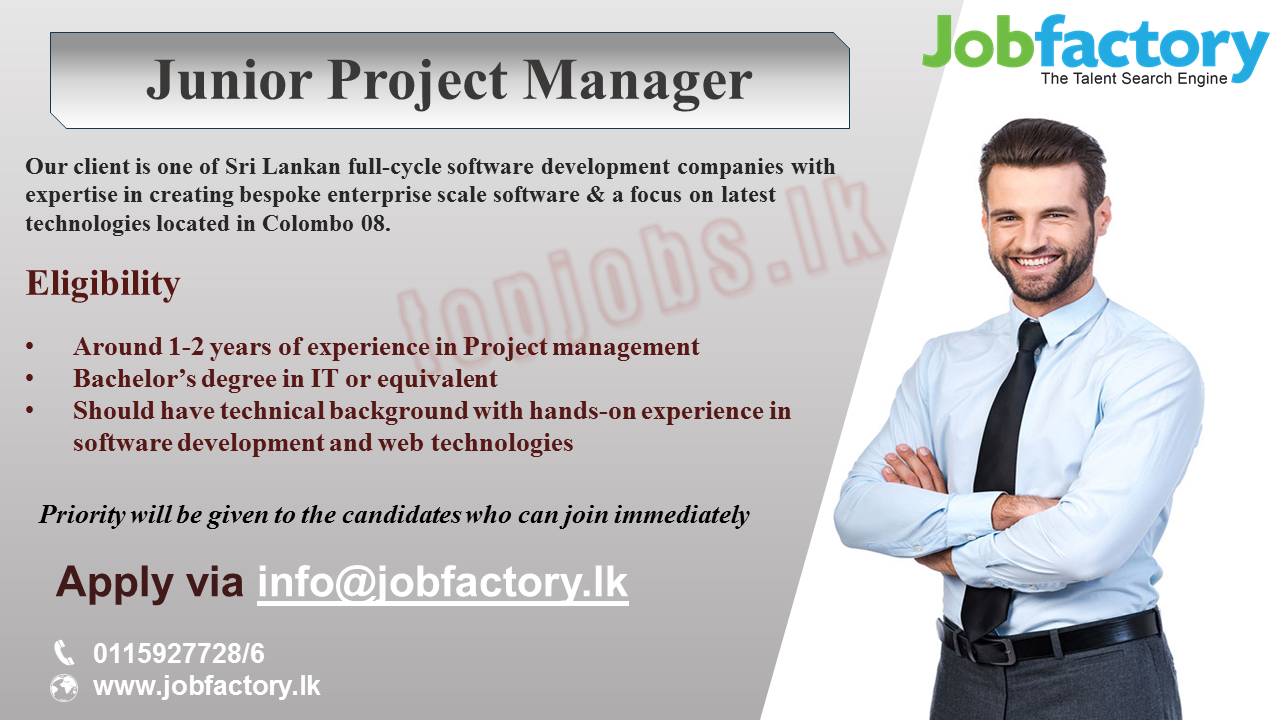 Junior Project Manager
Jobfactory
The Talent Search Engine
Our client is one of Sri Lankan full-cycle software development companies with
expertise in creating bespoke enterprise scale software & a focus on latest
technologies located in Colombo 08.
topjobs.lk
Eligibility
• Around 1-2 years of experience in Project management
• Bachelor’s degree in IT or equivalent
• Should have technical background with hands-on experience in
software development and web technologies
Priority will be given to the candidates who can join immediately
Apply via info@jobfactory.lk
0115927728/6
www.jobfactory.lk